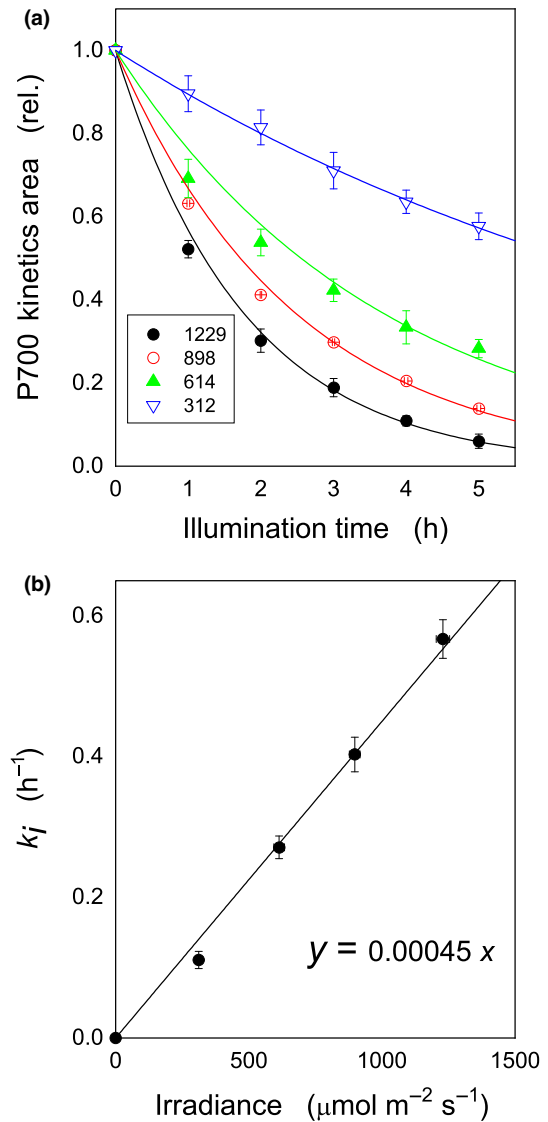 (a)
P700 kinetics area (rel.)
1.0
0.8
0.6
0.4
0.2
0.0
1229
898
614
312
0 1 2 3 4 5
Illumination time (h)
(b)
k_i (h⁻¹)
0.6
0.4
0.2
0.0
y = 0.00045 x
0 500 1000 1500
Irradiance (μmol m⁻² s⁻¹)